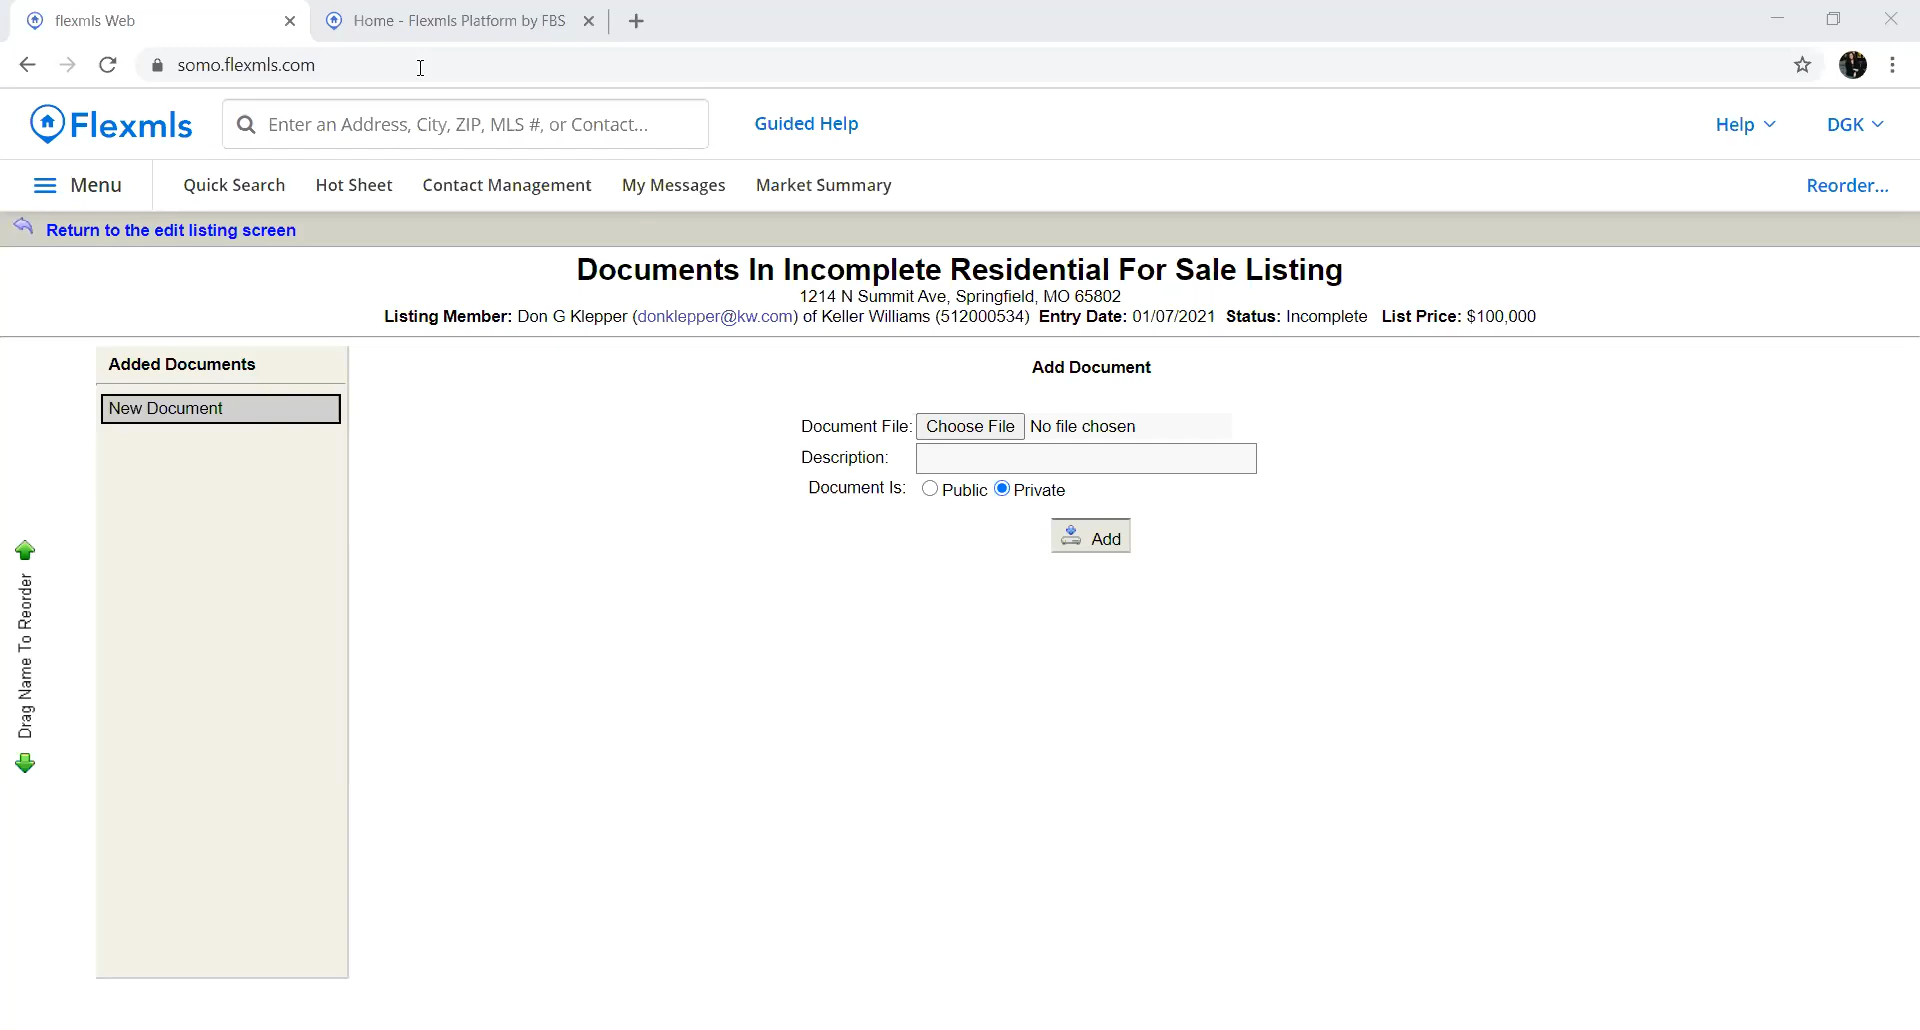 flexmls Web
Home - Flexmls Platform by FBS
somo.flexmls.com
Flexmls
Enter an Address, City, ZIP, MLS #, or Contact...
Guided Help
Help
DGK
Menu
Quick Search
Hot Sheet
Contact Management
My Messages
Market Summary
Reorder...
Return to the edit listing screen
Documents In Incomplete Residential For Sale Listing
1214 N Summit Ave, Springfield, MO 65802
Listing Member: Don G Klepper (donklepper@kw.com) of Keller Williams (512000534) Entry Date: 01/07/2021 Status: Incomplete List Price: $100,000
Added Documents
New Document
Drag Name To Reorder
Add Document
Document File: Choose File No file chosen
Description:
Document Is: Public Private
Add